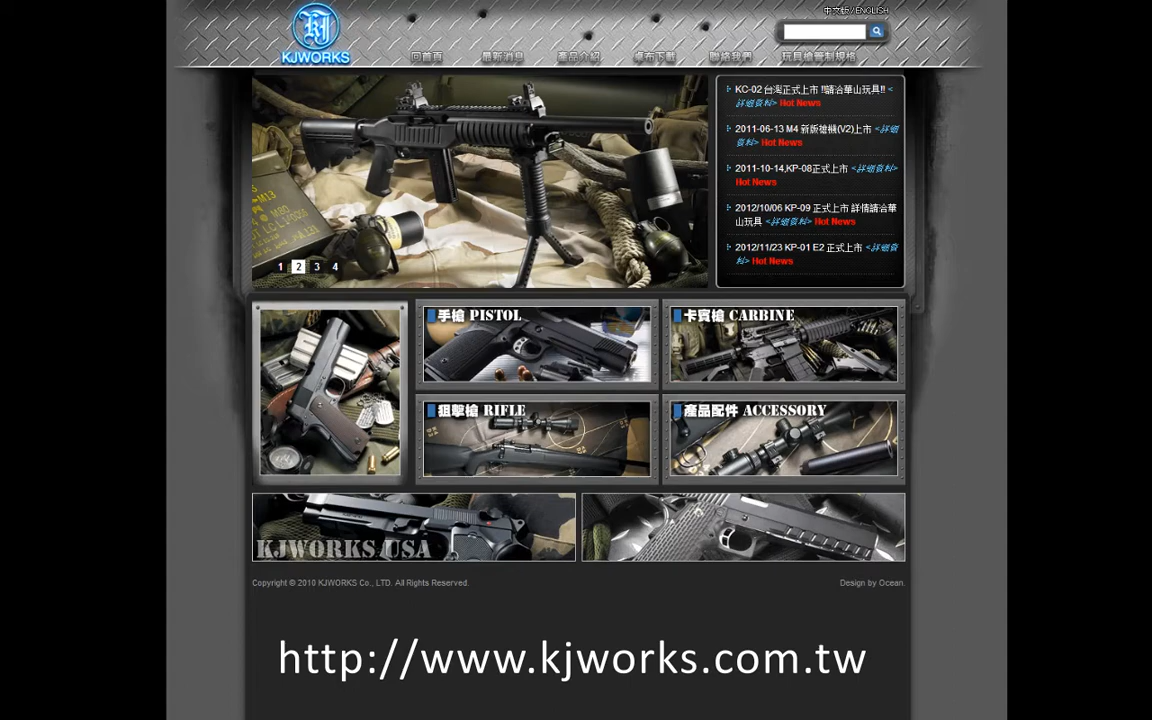 中文版//ENGLISH
KJ
KJWORKS
回首頁 最新消息 產品介紹 桌布下載 聯絡我們 玩具槍管制規格
KC-02 台灣正式上市 !!請洽華山玩具!! <
詳細資料> Hot News
2011-06-13 M4 新版槍機(V2)上市 <詳細
資料> Hot News
2011-10-14,KP-08正式上市 <詳細資料>
Hot News
2012/10/06 KP-09 正式上市 詳情請洽華
山玩具 <詳細資料> Hot News
2012/11/23 KP-01 E2 正式上市 <詳細資
料> Hot News
1 2 3 4
手槍 PISTOL
卡賓槍 CARBINE
狙擊槍 RIFLE
產品配件 ACCESSORY
KJWORKS USA
Copyright © 2010 KJWORKS Co., LTD. All Rights Reserved.
Design by Ocean.
http://www.kjworks.com.tw